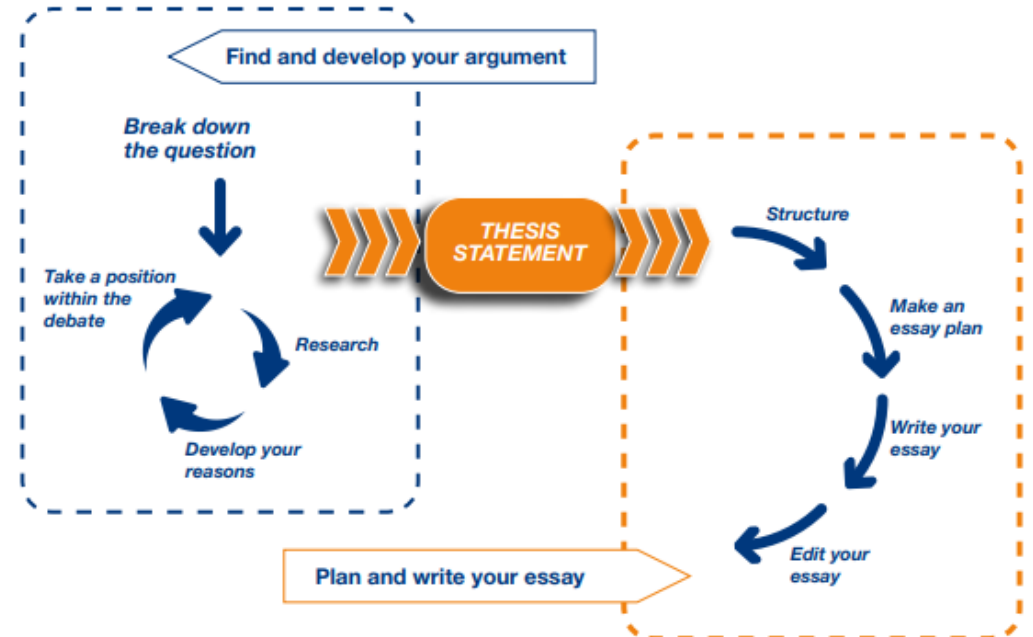 Find and develop your argument
Break down
the question
Take a position
within the
debate
Research
Develop your
reasons
THESIS
STATEMENT
Structure
Make an
essay plan
Write your
essay
Edit your
essay
Plan and write your essay